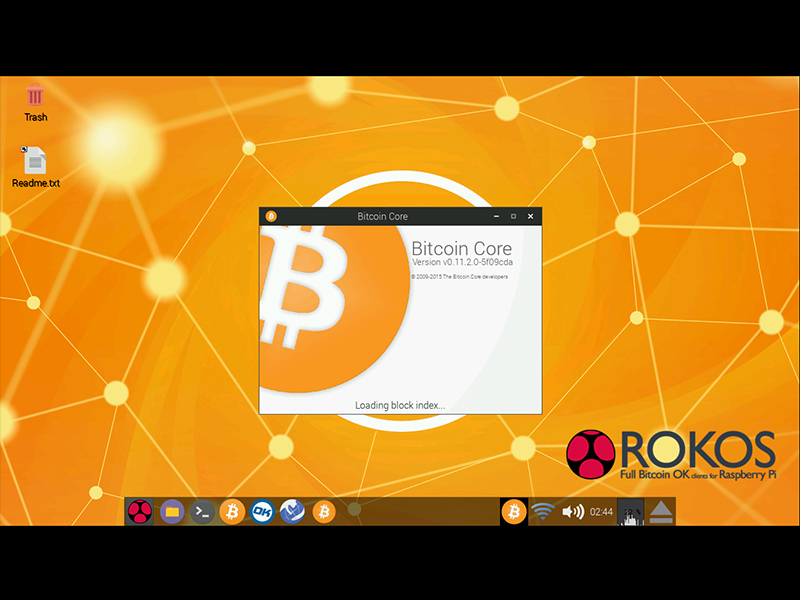 Trash
Readme.txt
Bitcoin Core
Bitcoin Core
Version v0.11.2.0-5f09cda
© 2009-2015 The Bitcoin Core developers
Loading block index...
ROKOS
Full Bitcoin OK clients for Raspberry Pi
OK
02:44